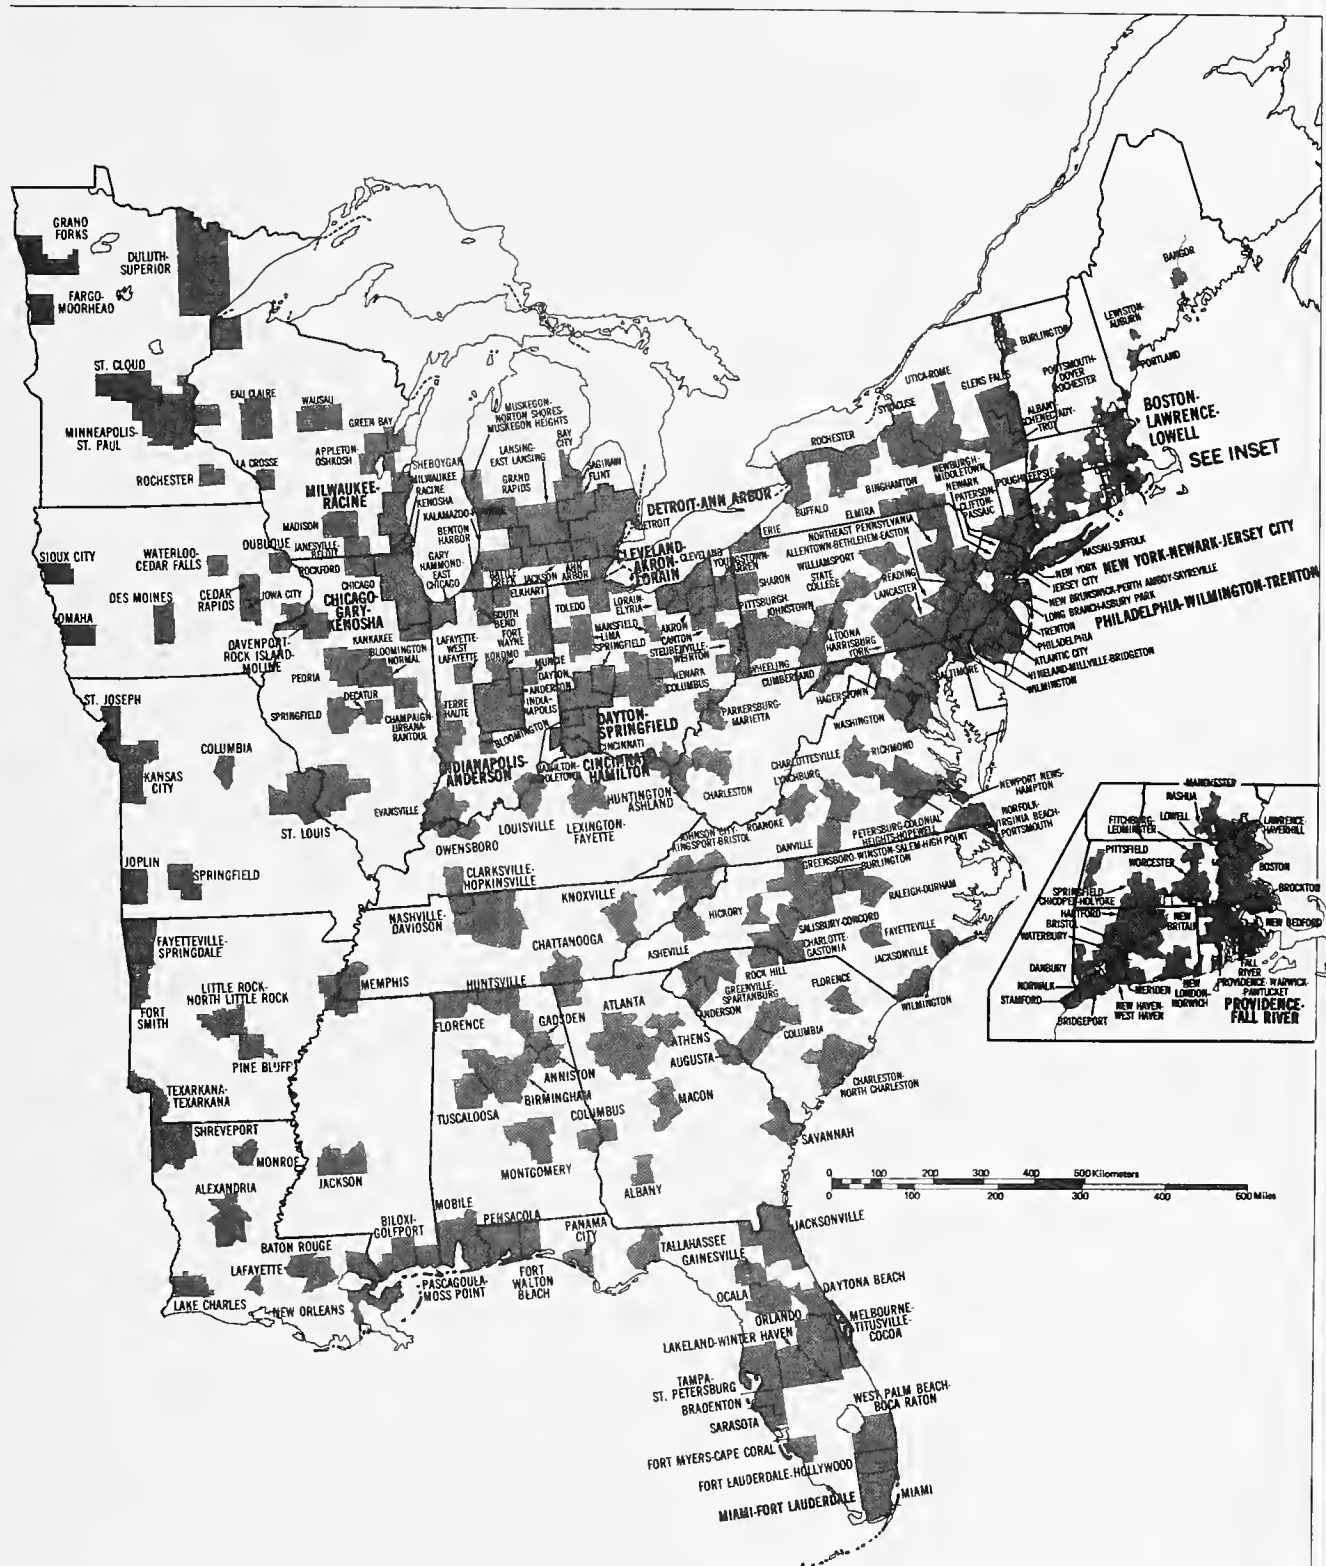 GRAND
FORKS
DULUTH-
SUPERIOR
FARGO-
MOORHEAD
ST. CLOUD
MINNEAPOLIS-
ST. PAUL
EAU CLAIRE
WAUSAU
GREEN BAY
APPLETON-
OSHKOSH
ROCHESTER
LA CROSSE
MILWAUKEE-
RACINE
SHEBOYGAN
MILWAUKEE
RACINE
KENOSHA
KALAMAZOO-
BENTON
HARBOR
GARY
HAMMOND-
EAST
CHICAGO
MUSKEGON-
NORTON SHORES-
MUSKEGON HEIGHTS
LANSING-
EAST LANSING
GRAND
RAPIDS
BAY
CITY
SAGINAW
FLINT
DETROIT-ANN ARBOR
DETROIT
MADISON
JANESVILLE-
BELOIT
ROCKFORD
DUBUQUE
CHICAGO
CHICAGO-
GARY-
KENOSHA
SIOUX CITY
WATERLOO-
CEDAR FALLS
DES MOINES
CEDAR
RAPIDS
IOWA CITY
OMAHA
DAVENPORT-
ROCK ISLAND-
MOLINE
KANKAKEE
BLOOMINGTON
NORMAL
PEORIA
DECATUR
SPRINGFIELD
CHAMPAIGN-
URBANA-
RANTOUL
BATTLE
CREEK
JACKSON
ANN
ARBOR
ELKHART
SOUTH
BEND
FORT
WAYNE
TOLEDO
LAFAYETTE-
WEST
LAFAYETTE
KOKOMO
MUNCIE
ANDERSON
INDIA-
NAPOLIS
TERRE
HAUTE
BLOOMINGTON
INDIANAPOLIS-
ANDERSON
DAYTON
LIMA
MANSFIELD
SPRINGFIELD
NEWARK
COLUMBUS
DAYTON-
SPRINGFIELD
CINCINNATI
CINCINNATI-
HAMILTON
HAMILTON-
MIDDLETOWN
CLEVELAND-
AKRON-
LORAIN
CLEVELAND
LORAIN-
ELYRIA
AKRON
CANTON
STEUBENVILLE-
WEIRTON
YOUNGSTOWN-
WARREN
SHARON
ERIE
PITTSBURGH
JOHNSTOWN
ALTOONA
HARRISBURG
YORK
WHEELING
CUMBERLAND
HAGERSTOWN
PARKERSBURG-
MARIETTA
WASHINGTON
BALTIMORE
STATE
COLLEGE
WILLIAMSPORT
READING
LANCASTER
ALLENTOWN-BETHLEHEM-EASTON
NORTHEAST PENNSYLVANIA
BUFFALO
ROCHESTER
SYRACUSE
UTICA-ROME
GLENS FALLS
ELMIRA
BINGHAMTON
ALBANY-
SCHENECTADY-
TROY
NEWBURGH-
MIDDLETOWN
NEWARK
PATERSON-
CLIFTON-
PASSAIC
POUGHKEEPSIE
BURLINGTON
PORTSMOUTH-
DOVER
ROCHESTER
BANGOR
LEWISTON-
AUBURN
PORTLAND
BOSTON-
LAWRENCE-
LOWELL
SEE INSET
NASSAU-SUFFOLK
NEW YORK
NEW YORK-NEWARK-JERSEY CITY
JERSEY CITY
NEW BRUNSWICK-PERTH AMBOY-SAYREVILLE
LONG BRANCH-ASBURY PARK
PHILADELPHIA-WILMINGTON-TRENTON
TRENTON
PHILADELPHIA
ATLANTIC CITY
VINELAND-MILLVILLE-BRIDGETON
WILMINGTON
ST. JOSEPH
KANSAS
CITY
COLUMBIA
ST. LOUIS
JOPLIN
SPRINGFIELD
EVANSVILLE
OWENSBORO
LOUISVILLE
LEXINGTON-
FAYETTE
HUNTINGTON
ASHLAND
CHARLESTON
CHARLOTTESVILLE
LYNCHBURG
ROANOKE
RICHMOND
NEWPORT NEWS-
HAMPTON
NORFOLK-
VIRGINIA BEACH-
PORTSMOUTH
PETERSBURG-COLONIAL
HEIGHTS-HOPEWELL
DANVILLE
JOHNSON CITY-
KINGSPORT-BRISTOL
GREENSBORO-WINSTON-SALEM-HIGH POINT
BURLINGTON
RALEIGH-DURHAM
CLARKSVILLE-
HOPKINSVILLE
NASHVILLE-
DAVIDSON
KNOXVILLE
CHATTANOOGA
HICKORY
ASHEVILLE
SALISBURY-CONCORD
CHARLOTTE-
GASTONIA
FAYETTEVILLE
JACKSONVILLE
WILMINGTON
ROCK HILL
GREENVILLE-
SPARTANBURG
ANDERSON
FLORENCE
COLUMBIA
CHARLESTON-
NORTH CHARLESTON
FAYETTEVILLE-
SPRINGDALE
FORT
SMITH
LITTLE ROCK-
NORTH LITTLE ROCK
PINE BLUFF
MEMPHIS
HUNTSVILLE
FLORENCE
GADSDEN
ANNISTON
BIRMINGHAM
TUSCALOOSA
MONTGOMERY
ATLANTA
ATHENS
AUGUSTA
MACON
COLUMBUS
ALBANY
SAVANNAH
TEXARKANA-
TEXARKANA
SHREVEPORT
MONROE
ALEXANDRIA
JACKSON
BATON ROUGE
LAFAYETTE
LAKE CHARLES
NEW ORLEANS
BILOXI-
GULFPORT
MOBILE
PENSACOLA
PASCAGOULA-
MOSS POINT
FORT
WALTON
BEACH
PANAMA
CITY
TALLAHASSEE
GAINESVILLE
JACKSONVILLE
OCALA
DAYTONA BEACH
ORLANDO
MELBOURNE-
TITUSVILLE-
COCOA
LAKELAND-WINTER HAVEN
TAMPA-
ST. PETERSBURG
BRADENTON
SARASOTA
WEST PALM BEACH-
BOCA RATON
FORT MYERS-CAPE CORAL
FORT LAUDERDALE-HOLLYWOOD
MIAMI-FORT LAUDERDALE
MIAMI
0 100 200 300 400 500 Kilometers
0 100 200 300 400 600 Miles
MANCHESTER
NASHUA
LOWELL
FITCHBURG-
LEOMINSTER
LAWRENCE-
HAVERHILL
PITTSFIELD
WORCESTER
BOSTON
SPRINGFIELD
CHICOPEE-HOLYOKE
BROCKTON
HARTFORD
BRISTOL
WATERBURY
NEW
BRITAIN
NEW BEDFORD
DANBURY
NORWALK
STAMFORD
BRIDGEPORT
MERIDEN
NEW HAVEN-
WEST HAVEN
NEW
LONDON-
NORWICH
FALL
RIVER
PROVIDENCE-WARWICK-
PAWTUCKET
PROVIDENCE-
FALL RIVER